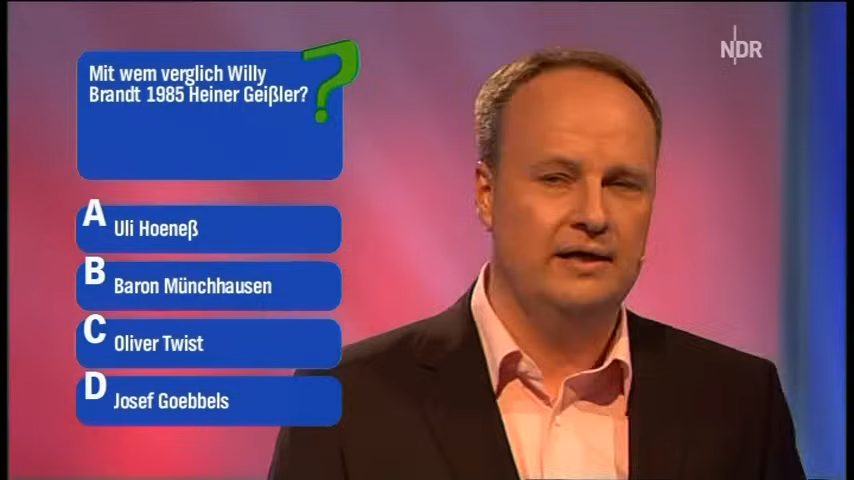 NDR
Mit wem verglich Willy
Brandt 1985 Heiner Geißler?
?
A Uli Hoeneß
B Baron Münchhausen
C Oliver Twist
D Josef Goebbels